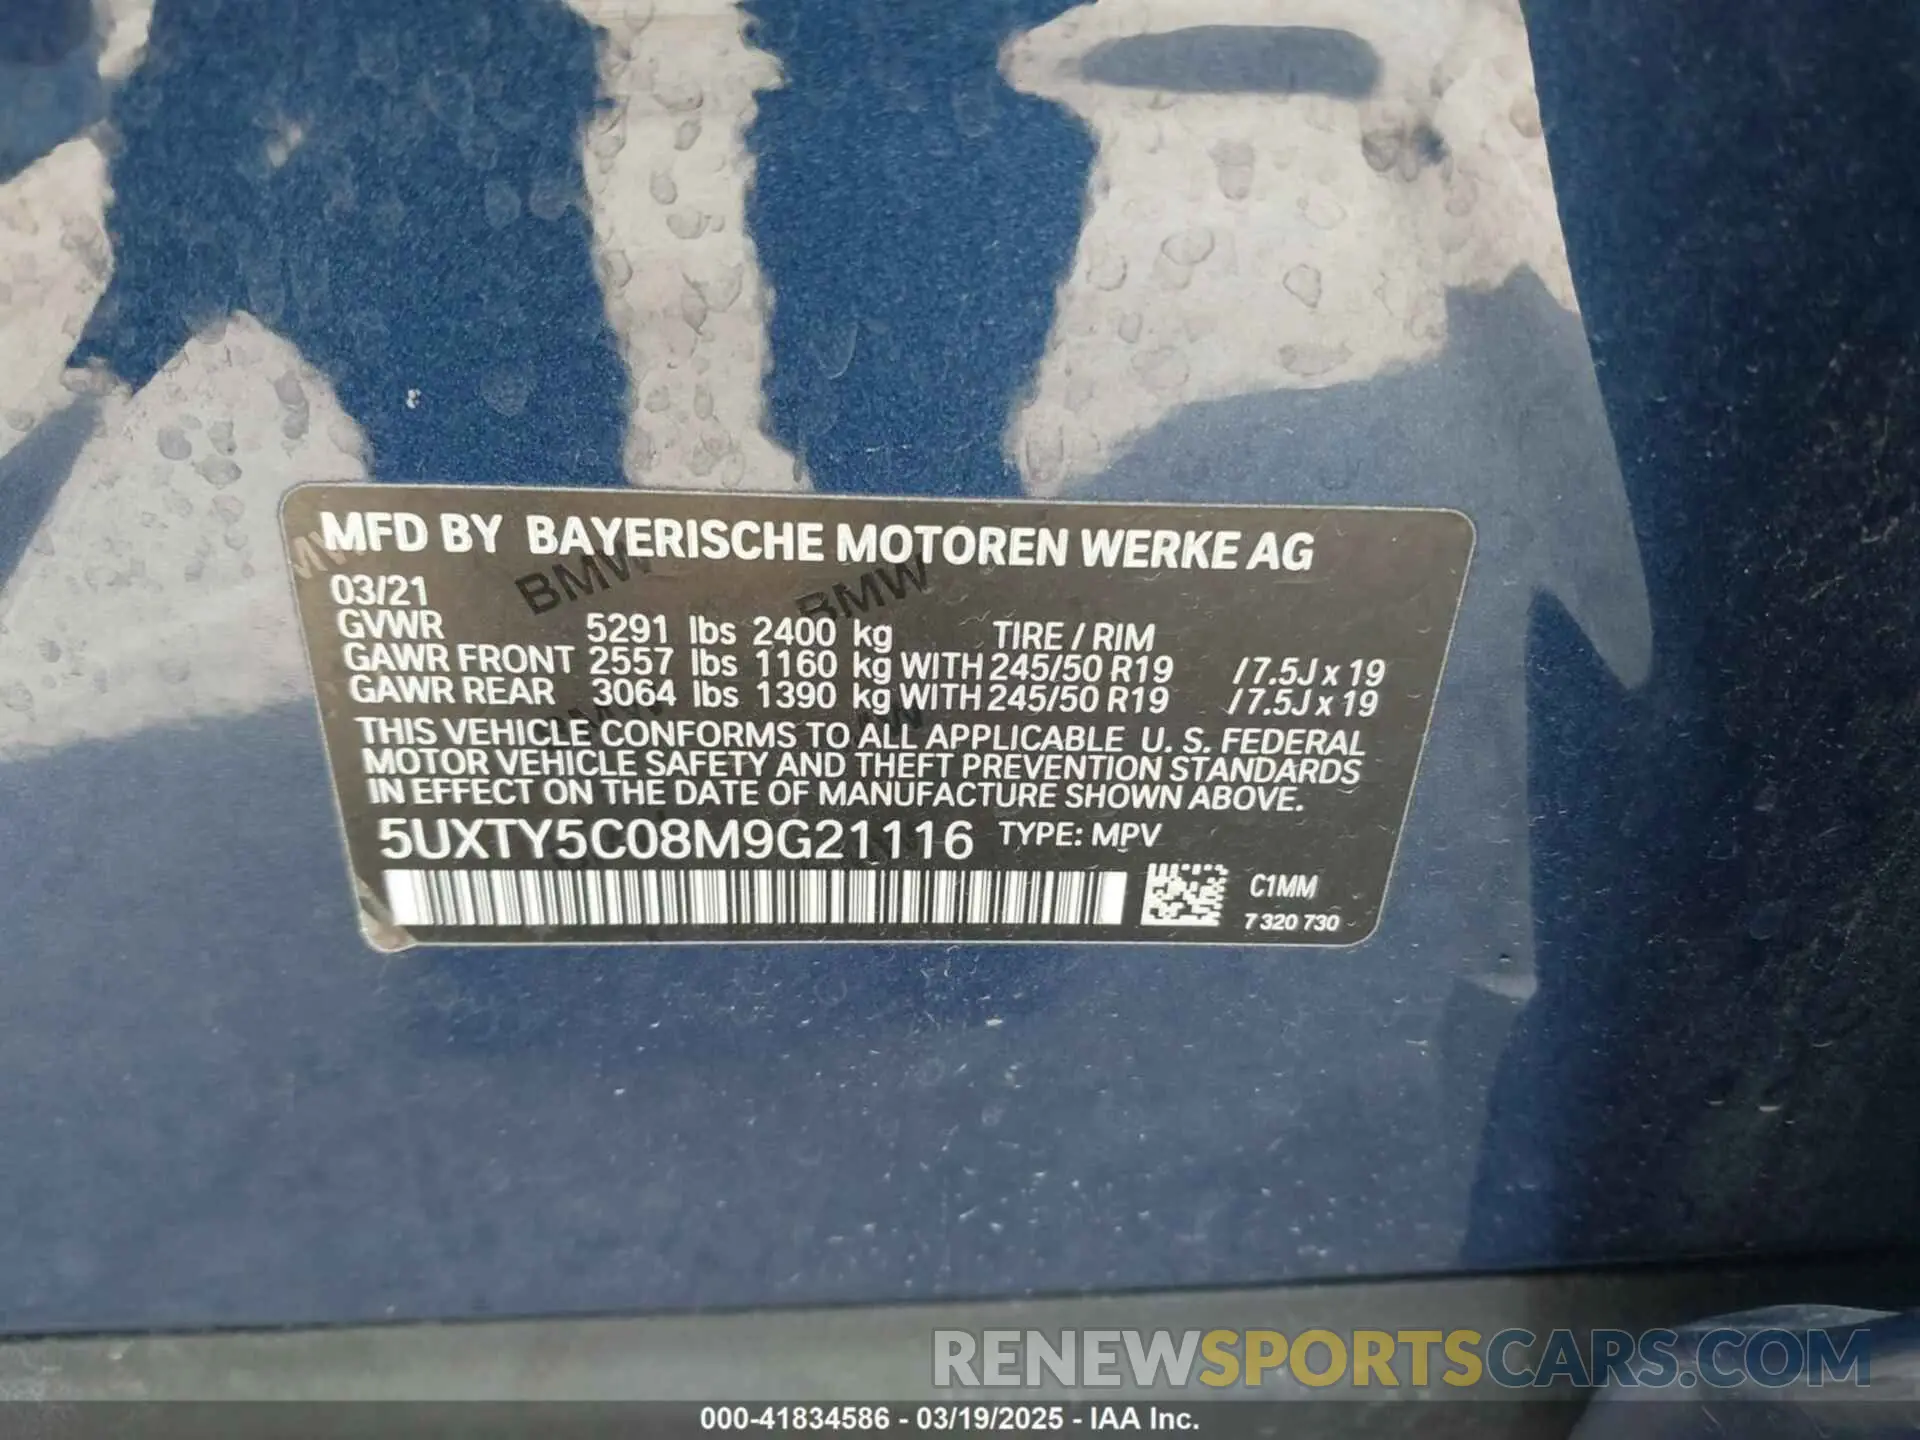 MFD BY BAYERISCHE MOTOREN WERKE AG
03/21
GVWR 5291 lbs 2400 kg TIRE / RIM
GAWR FRONT 2557 lbs 1160 kg WITH 245/50 R19 / 7.5J x 19
GAWR REAR 3064 lbs 1390 kg WITH 245/50 R19 / 7.5J x 19
THIS VEHICLE CONFORMS TO ALL APPLICABLE U. S. FEDERAL
MOTOR VEHICLE SAFETY AND THEFT PREVENTION STANDARDS
IN EFFECT ON THE DATE OF MANUFACTURE SHOWN ABOVE.
5UXTY5C08M9G21116 TYPE: MPV
C1MM
7 320 730
BMW BMW
RENEWSPORTSCARS.COM
000-41834586 - 03/19/2025 - IAA Inc.